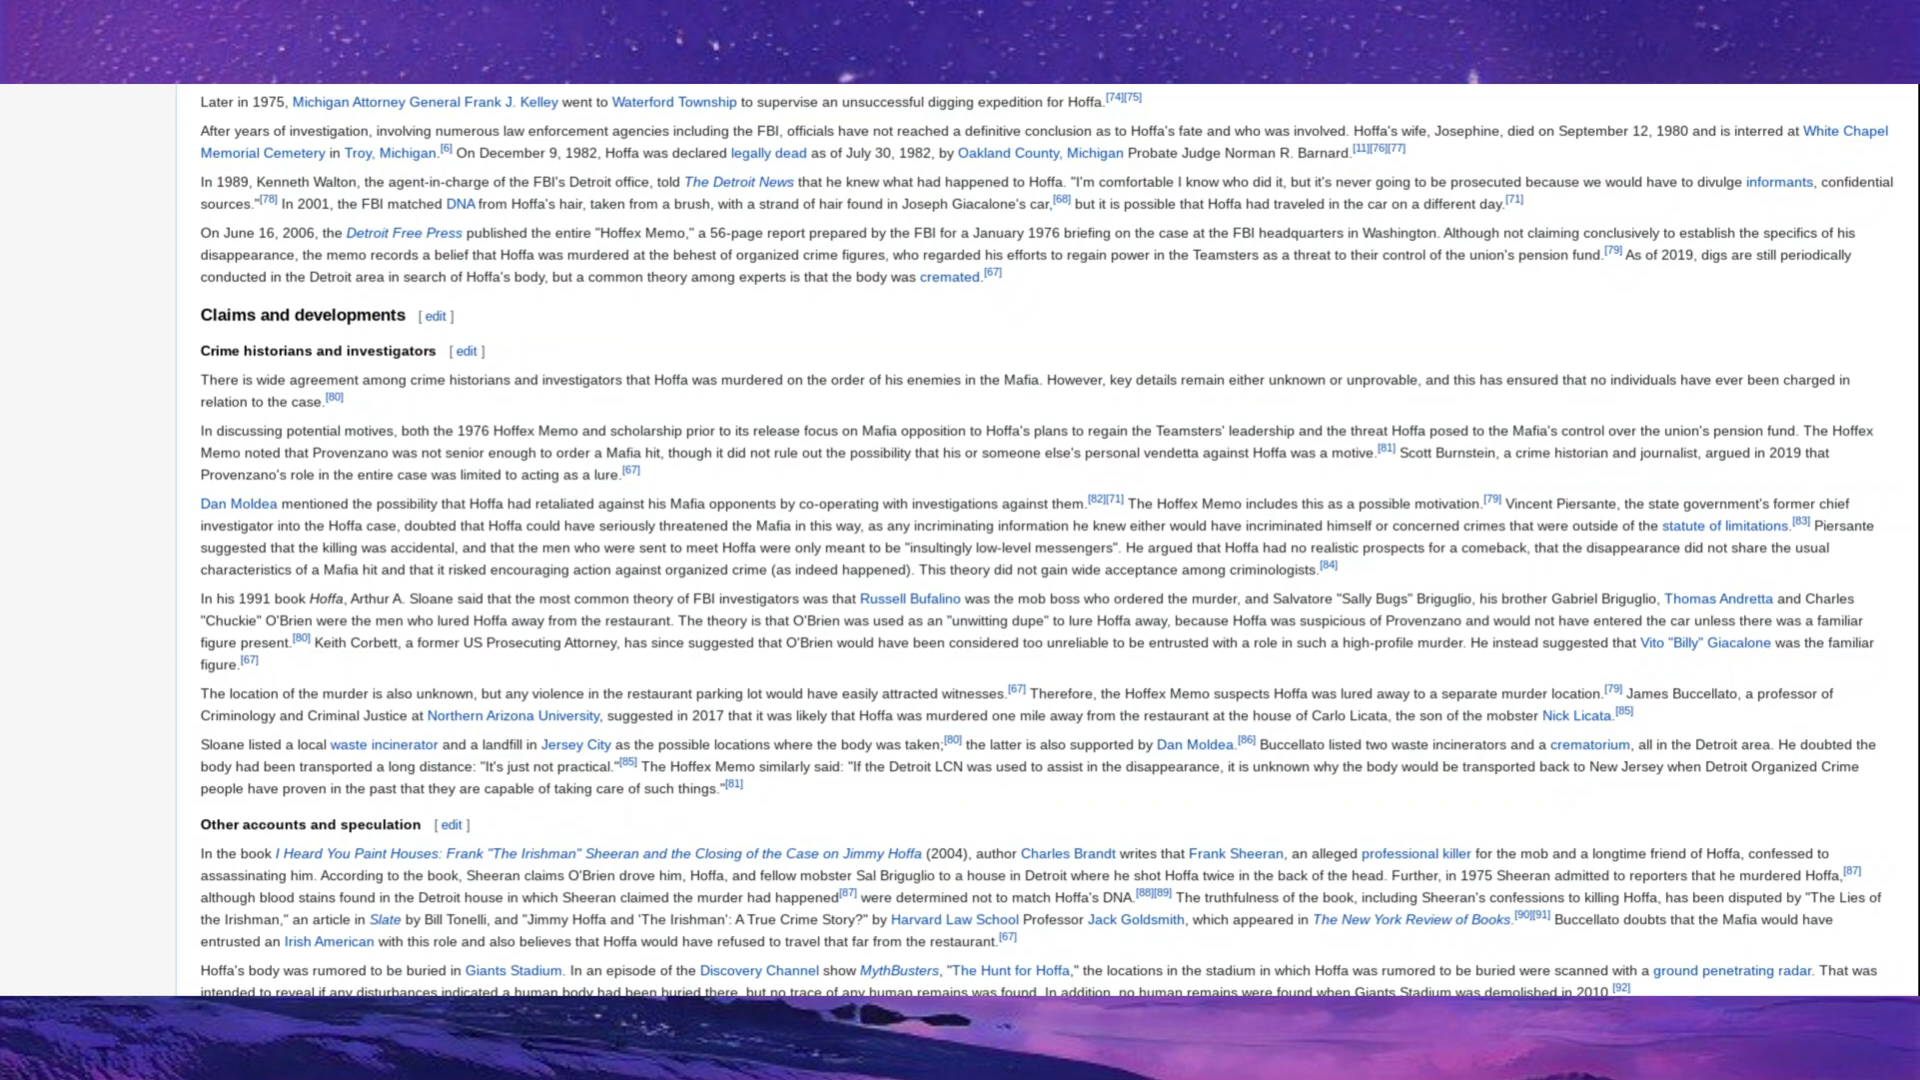 Later in 1975, Michigan Attorney General Frank J. Kelley went to Waterford Township to supervise an unsuccessful digging expedition for Hoffa.[74][75]
After years of investigation, involving numerous law enforcement agencies including the FBI, officials have not reached a definitive conclusion as to Hoffa's fate and who was involved. Hoffa's wife, Josephine, died on September 12, 1980 and is interred at White Chapel
Memorial Cemetery in Troy, Michigan.[6] On December 9, 1982, Hoffa was declared legally dead as of July 30, 1982, by Oakland County, Michigan Probate Judge Norman R. Barnard.[11][76][77]
In 1989, Kenneth Walton, the agent-in-charge of the FBI's Detroit office, told The Detroit News that he knew what had happened to Hoffa. "I'm comfortable I know who did it, but it's never going to be prosecuted because we would have to divulge informants, confidential
sources."[78] In 2001, the FBI matched DNA from Hoffa's hair, taken from a brush, with a strand of hair found in Joseph Giacalone's car,[68] but it is possible that Hoffa had traveled in the car on a different day.[71]
On June 16, 2006, the Detroit Free Press published the entire "Hoffex Memo," a 56-page report prepared by the FBI for a January 1976 briefing on the case at the FBI headquarters in Washington. Although not claiming conclusively to establish the specifics of his
disappearance, the memo records a belief that Hoffa was murdered at the behest of organized crime figures, who regarded his efforts to regain power in the Teamsters as a threat to their control of the union's pension fund.[79] As of 2019, digs are still periodically
conducted in the Detroit area in search of Hoffa's body, but a common theory among experts is that the body was cremated.[67]
Claims and developments [ edit ]
Crime historians and investigators [ edit ]
There is wide agreement among crime historians and investigators that Hoffa was murdered on the order of his enemies in the Mafia. However, key details remain either unknown or unprovable, and this has ensured that no individuals have ever been charged in
relation to the case.[80]
In discussing potential motives, both the 1976 Hoffex Memo and scholarship prior to its release focus on Mafia opposition to Hoffa's plans to regain the Teamsters' leadership and the threat Hoffa posed to the Mafia's control over the union's pension fund. The Hoffex
Memo noted that Provenzano was not senior enough to order a Mafia hit, though it did not rule out the possibility that his or someone else's personal vendetta against Hoffa was a motive.[81] Scott Burnstein, a crime historian and journalist, argued in 2019 that
Provenzano's role in the entire case was limited to acting as a lure.[67]
Dan Moldea mentioned the possibility that Hoffa had retaliated against his Mafia opponents by co-operating with investigations against them.[82][71] The Hoffex Memo includes this as a possible motivation.[79] Vincent Piersante, the state government's former chief
investigator into the Hoffa case, doubted that Hoffa could have seriously threatened the Mafia in this way, as any incriminating information he knew either would have incriminated himself or concerned crimes that were outside of the statute of limitations.[83] Piersante
suggested that the killing was accidental, and that the men who were sent to meet Hoffa were only meant to be "insultingly low-level messengers". He argued that Hoffa had no realistic prospects for a comeback, that the disappearance did not share the usual
characteristics of a Mafia hit and that it risked encouraging action against organized crime (as indeed happened). This theory did not gain wide acceptance among criminologists.[84]
In his 1991 book Hoffa, Arthur A. Sloane said that the most common theory of FBI investigators was that Russell Bufalino was the mob boss who ordered the murder, and Salvatore "Sally Bugs" Briguglio, his brother Gabriel Briguglio, Thomas Andretta and Charles
"Chuckie" O'Brien were the men who lured Hoffa away from the restaurant. The theory is that O'Brien was used as an "unwitting dupe" to lure Hoffa away, because Hoffa was suspicious of Provenzano and would not have entered the car unless there was a familiar
figure present.[80] Keith Corbett, a former US Prosecuting Attorney, has since suggested that O'Brien would have been considered too unreliable to be entrusted with a role in such a high-profile murder. He instead suggested that Vito "Billy" Giacalone was the familiar
figure.[67]
The location of the murder is also unknown, but any violence in the restaurant parking lot would have easily attracted witnesses.[67] Therefore, the Hoffex Memo suspects Hoffa was lured away to a separate murder location.[79] James Buccellato, a professor of
Criminology and Criminal Justice at Northern Arizona University, suggested in 2017 that it was likely that Hoffa was murdered one mile away from the restaurant at the house of Carlo Licata, the son of the mobster Nick Licata.[85]
Sloane listed a local waste incinerator and a landfill in Jersey City as the possible locations where the body was taken;[80] the latter is also supported by Dan Moldea.[86] Buccellato listed two waste incinerators and a crematorium, all in the Detroit area. He doubted the
body had been transported a long distance: "It's just not practical."[85] The Hoffex Memo similarly said: "If the Detroit LCN was used to assist in the disappearance, it is unknown why the body would be transported back to New Jersey when Detroit Organized Crime
people have proven in the past that they are capable of taking care of such things."[81]
Other accounts and speculation [ edit ]
In the book I Heard You Paint Houses: Frank "The Irishman" Sheeran and the Closing of the Case on Jimmy Hoffa (2004), author Charles Brandt writes that Frank Sheeran, an alleged professional killer for the mob and a longtime friend of Hoffa, confessed to
assassinating him. According to the book, Sheeran claims O'Brien drove him, Hoffa, and fellow mobster Sal Briguglio to a house in Detroit where he shot Hoffa twice in the back of the head. Further, in 1975 Sheeran admitted to reporters that he murdered Hoffa,[87]
although blood stains found in the Detroit house in which Sheeran claimed the murder had happened[87] were determined not to match Hoffa's DNA.[88][89] The truthfulness of the book, including Sheeran's confessions to killing Hoffa, has been disputed by "The Lies of
the Irishman," an article in Slate by Bill Tonelli, and "Jimmy Hoffa and 'The Irishman': A True Crime Story?" by Harvard Law School Professor Jack Goldsmith, which appeared in The New York Review of Books.[90][91] Buccellato doubts that the Mafia would have
entrusted an Irish American with this role and also believes that Hoffa would have refused to travel that far from the restaurant.[67]
Hoffa's body was rumored to be buried in Giants Stadium. In an episode of the Discovery Channel show MythBusters, "The Hunt for Hoffa," the locations in the stadium in which Hoffa was rumored to be buried were scanned with a ground penetrating radar. That was
intended to reveal if any disturbances indicated a human body had been buried there, but no trace of any human remains was found. In addition, no human remains were found when Giants Stadium was demolished in 2010.[92]